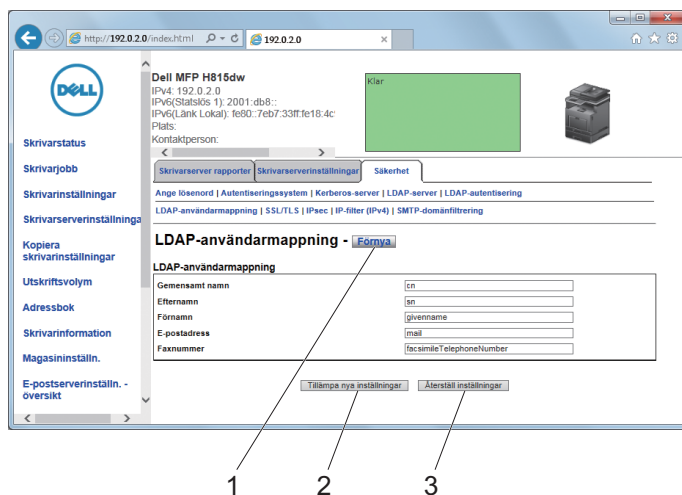 http://192.0.2.0/index.html
192.0.2.0
DELL
Dell MFP H815dw
IPv4: 192.0.2.0
IPv6(Statslös 1): 2001:db8::
IPv6(Länk Lokal): fe80::7eb7:33ff:fe18:4c
Plats:
Kontaktperson:
Klar
Skrivarstatus
Skrivarjobb
Skrivarinställningar
Skrivarserverinställninga
Kopiera
skrivarinställningar
Utskriftsvolym
Adressbok
Skrivarinformation
Magasininställn.
E-postserverinställn. -
översikt
Skrivarserver rapporter Skrivarserverinställningar Säkerhet
Ange lösenord | Autentiseringssystem | Kerberos-server | LDAP-server | LDAP-autentisering
LDAP-användarmappning | SSL/TLS | IPsec | IP-filter (IPv4) | SMTP-domänfiltrering
LDAP-användarmappning - Förnya
LDAP-användarmappning
Gemensamt namn cn
Efternamn sn
Förnamn givenname
E-postadress mail
Faxnummer facsimileTelephoneNumber
Tillämpa nya inställningar Återställ inställningar
1 2 3